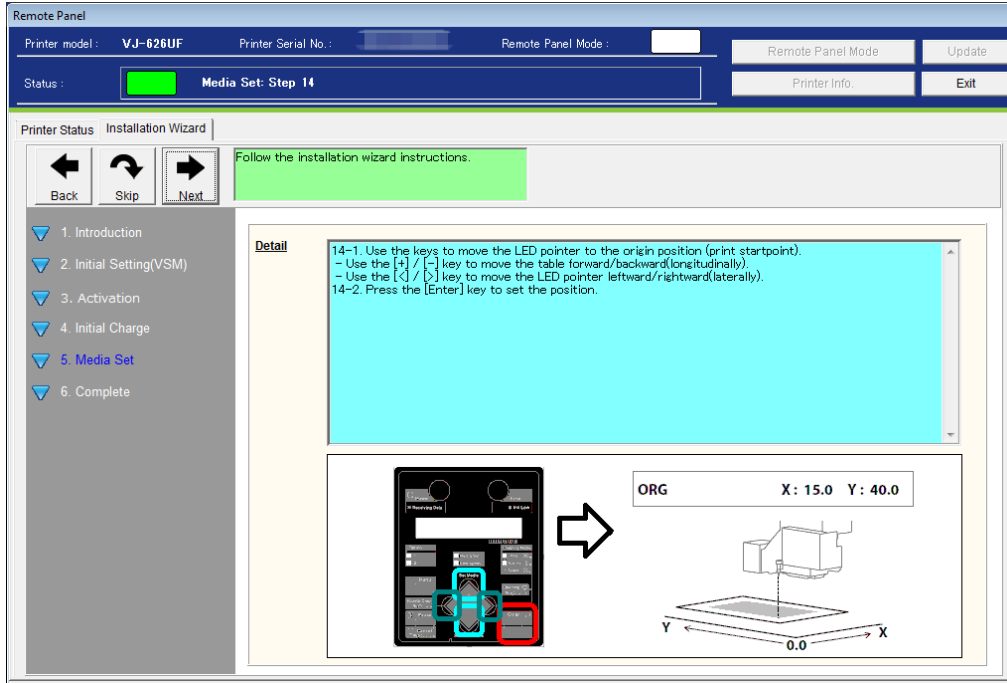 Remote Panel
Printer model : VJ-626UF Printer Serial No. : Remote Panel Mode :
Remote Panel Mode Update
Status : Media Set: Step 14
Printer Info. Exit
Printer Status Installation Wizard
Follow the installation wizard instructions.
Back Skip Next
1. Introduction
2. Initial Setting(VSM)
3. Activation
4. Initial Charge
5. Media Set
6. Complete
Detail
14-1. Use the keys to move the LED pointer to the origin position (print startpoint).
- Use the [+] / [-] key to move the table forward/backward(longitudinally).
- Use the [<] / [>] key to move the LED pointer leftward/rightward(laterally).
14-2. Press the [Enter] key to set the position.
Receiving Data
ORG X : 15.0 Y : 40.0
Y X
0.0